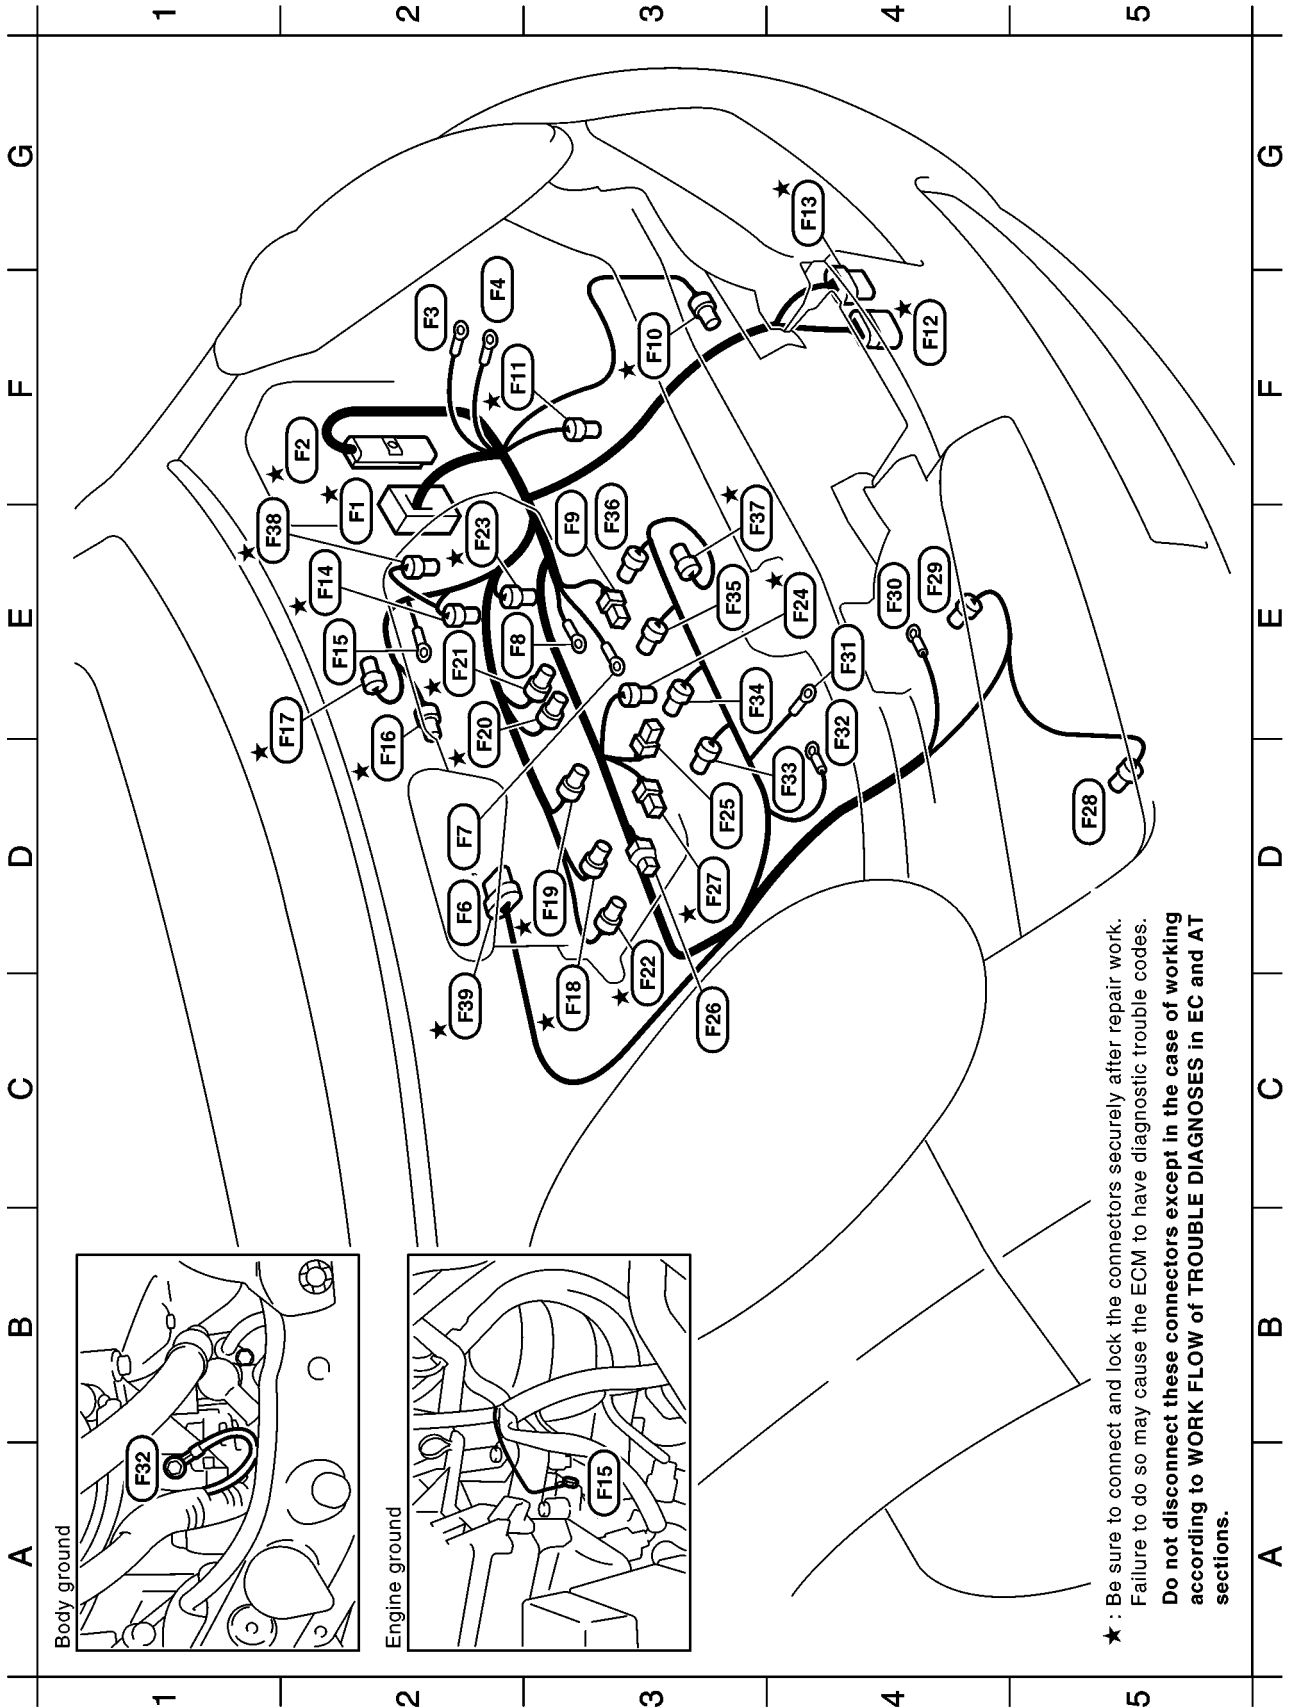 1
2
3
4
5
G
F
E
D
C
B
A
G
F
E
D
C
B
A
1
2
3
4
5
Body ground
F32
Engine ground
F15
F3
F4
★ F13
★ F2
★ F11
★ F10
★ F12
★ F1
★ F38
★ F23
F9
F36
★ F37
★ F14
F15
F21
F8
F35
★ F24
F30
F29
★ F17
★ F16
★ F20
F34
F31
F32
F7
F6
,
★ F19
F25
F33
F28
★ F27
★ F39
★ F18
★ F22
F26
★ : Be sure to connect and lock the connectors securely after repair work.
Failure to do so may cause the ECM to have diagnostic trouble codes.
Do not disconnect these connectors except in the case of working
according to WORK FLOW of TROUBLE DIAGNOSES in EC and AT
sections.